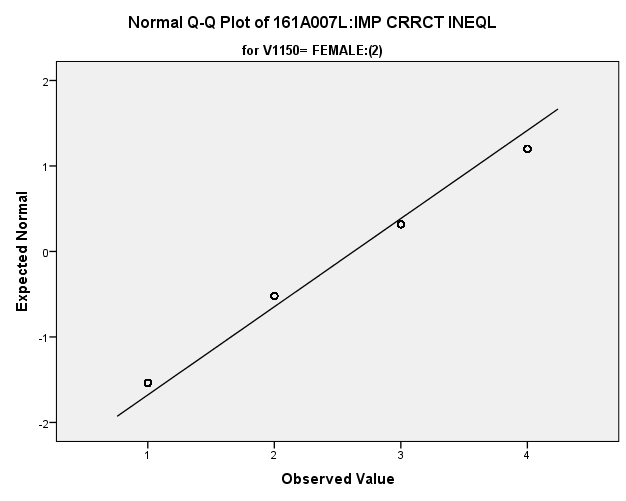 Normal Q-Q Plot of 161A007L:IMP CRRCT INEQL
for V1150= FEMALE:(2)
Expected Normal
2
1
0
-1
-2
1 2 3 4
Observed Value